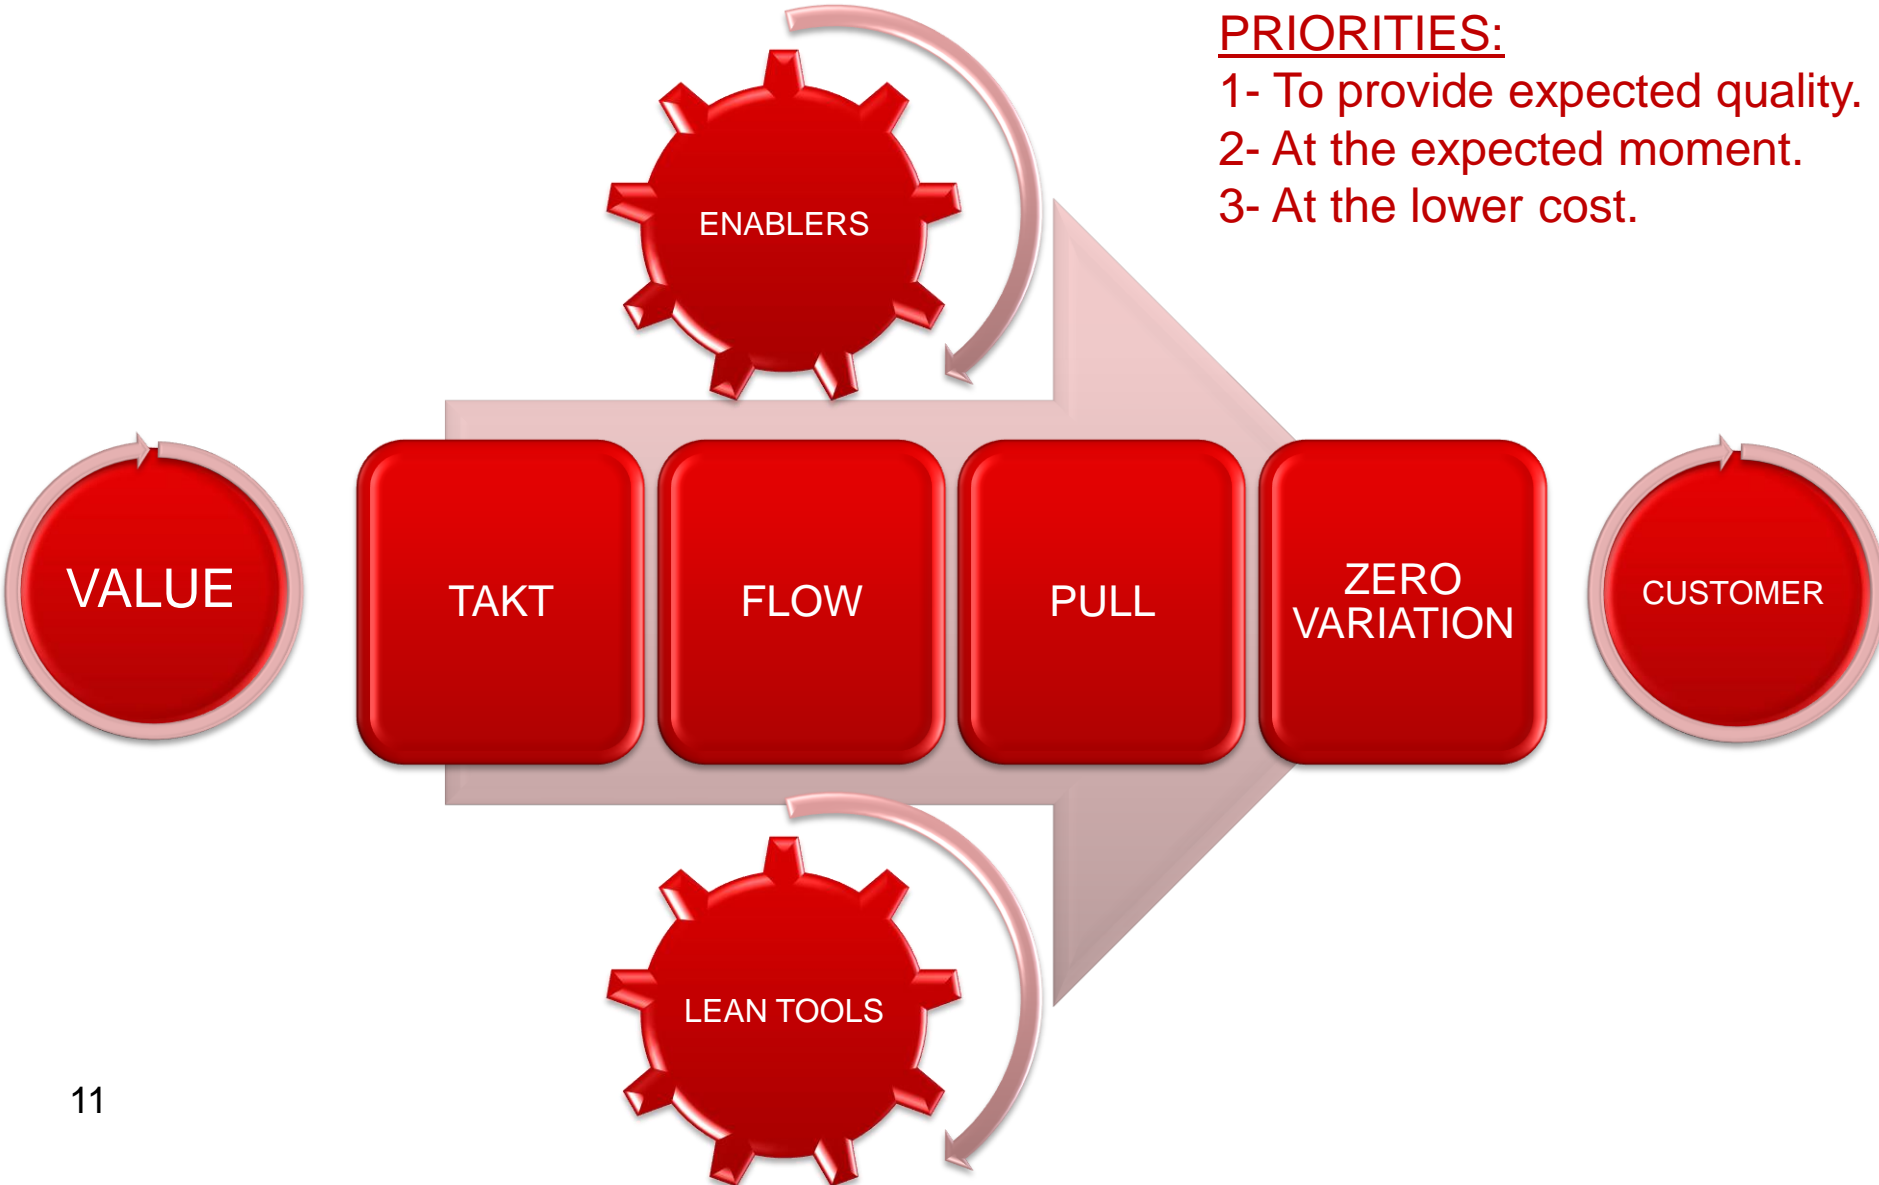 PRIORITIES:
1- To provide expected quality.
2- At the expected moment.
3- At the lower cost.
ENABLERS
VALUE
TAKT
FLOW
PULL
ZERO
VARIATION
CUSTOMER
LEAN TOOLS
11